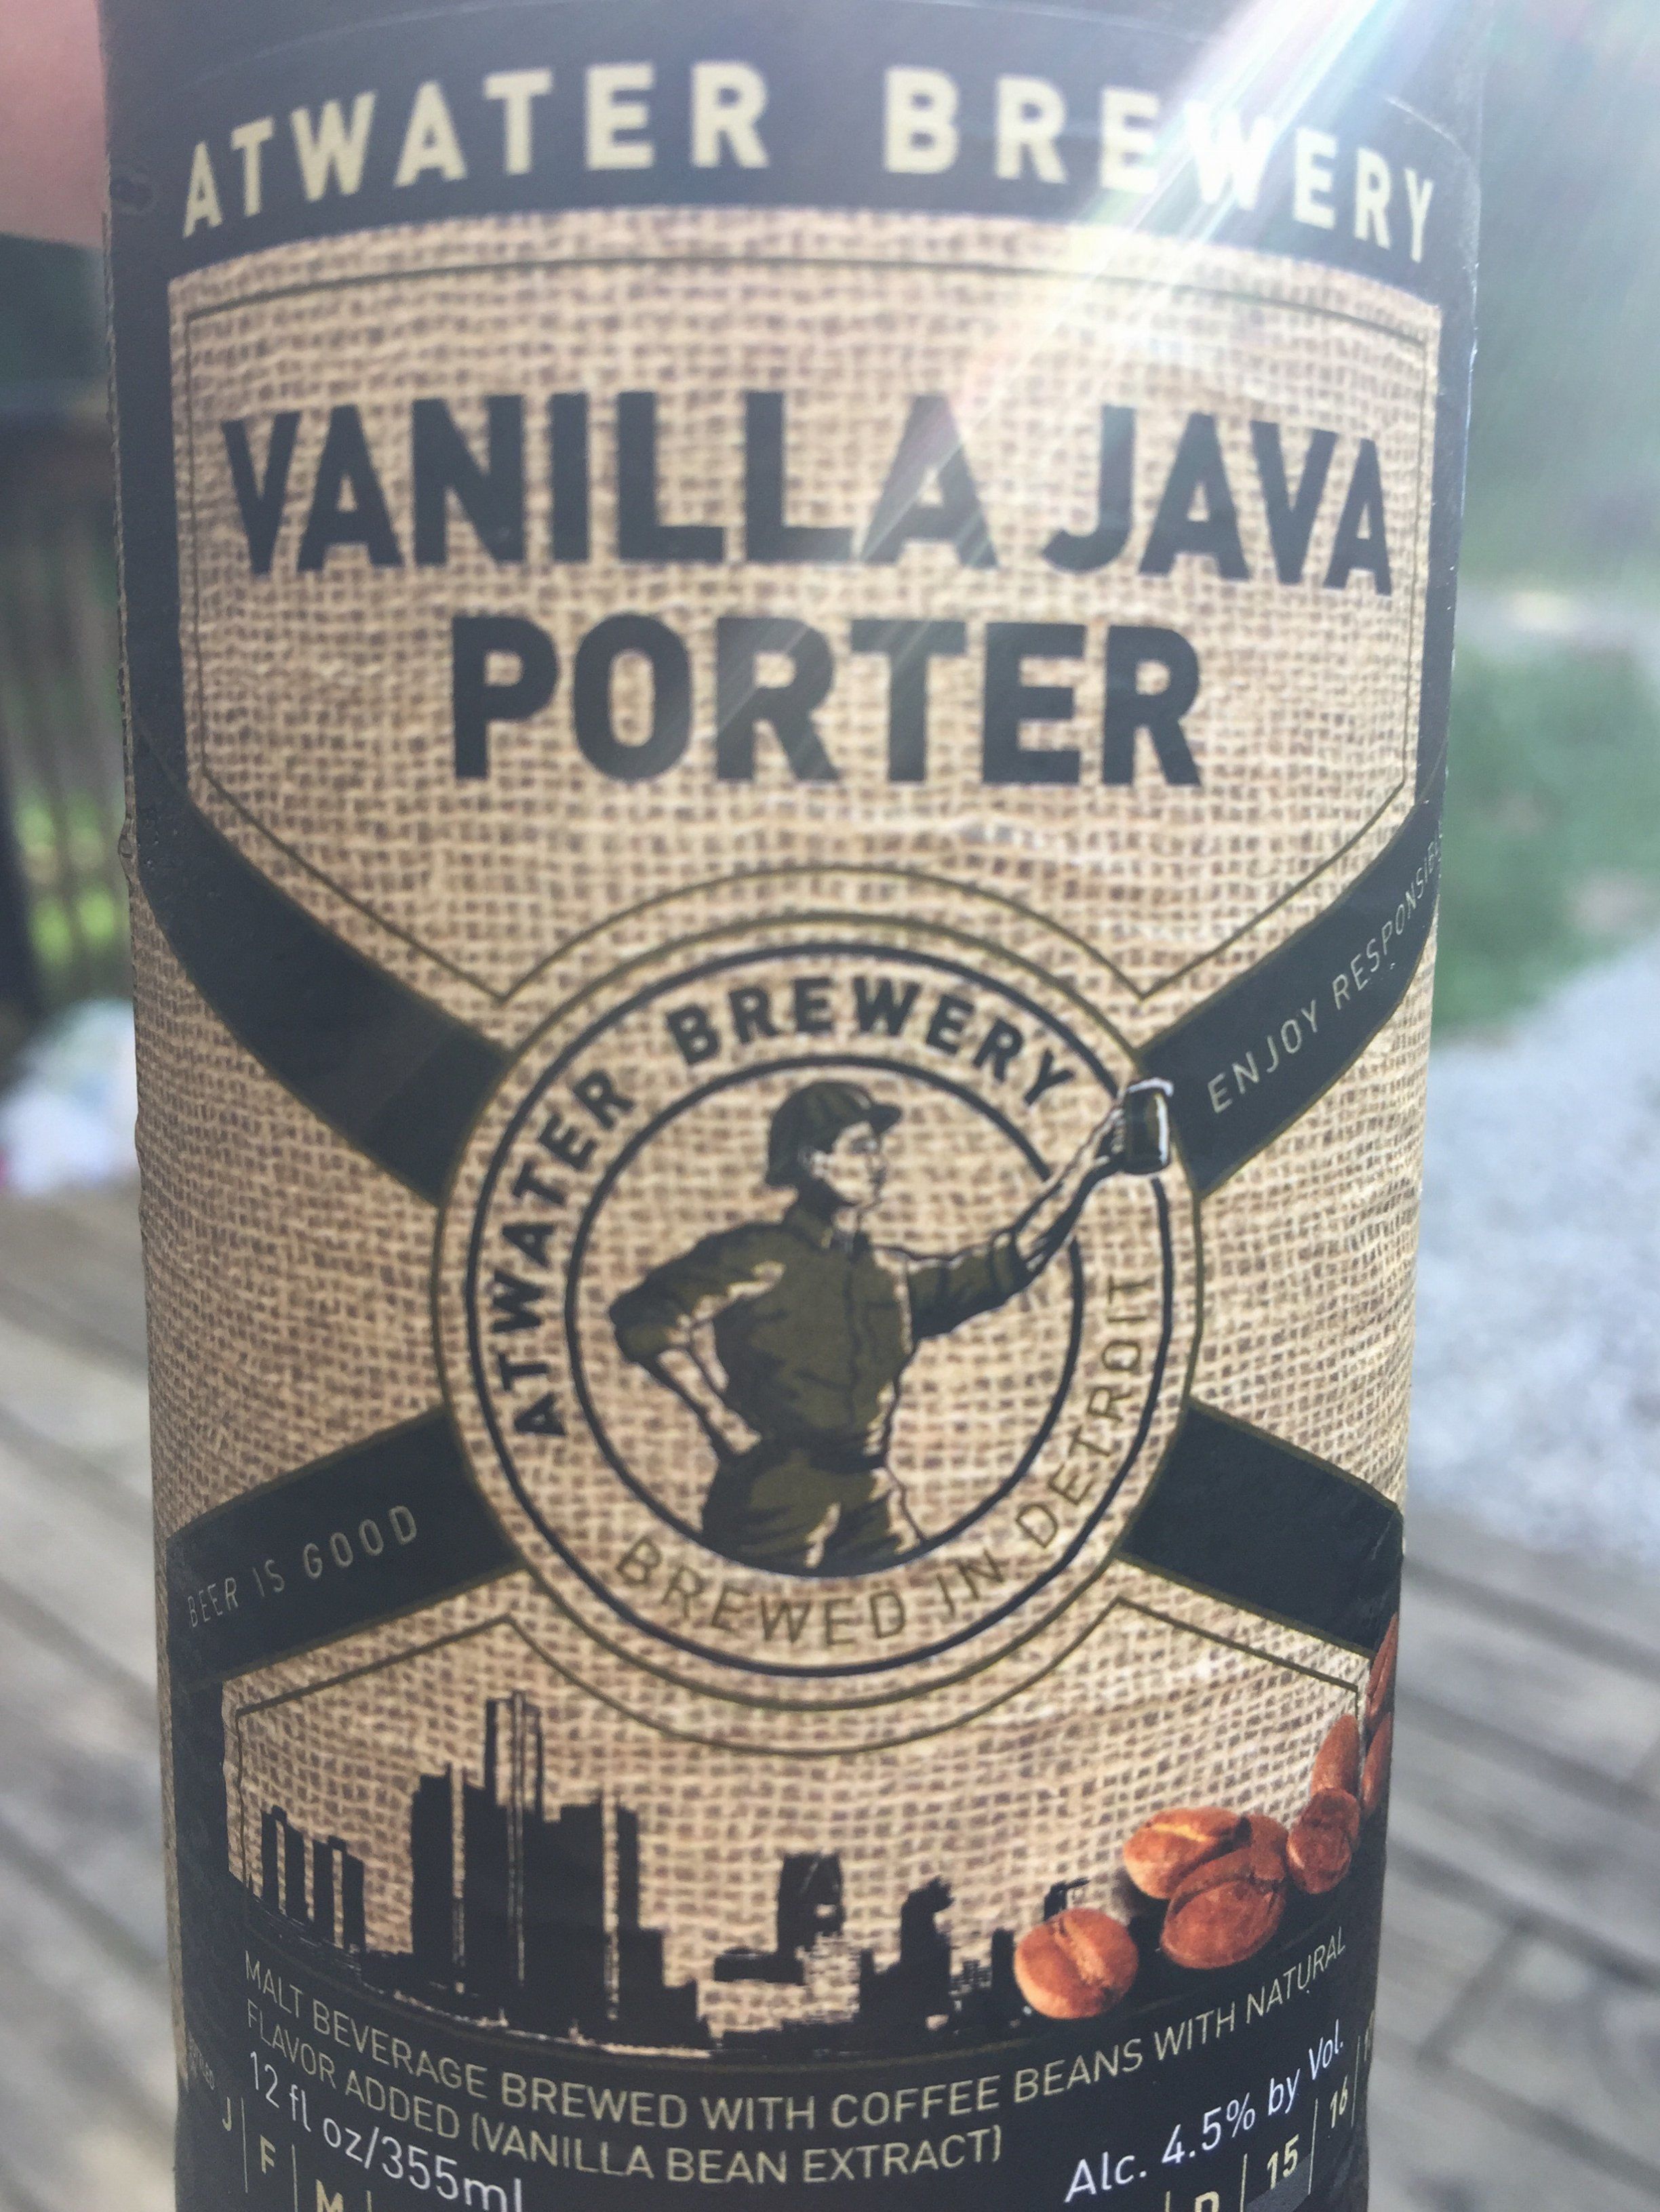 ATWATER BREWERY
VANILLA JAVA
PORTER
ENJOY
ATWATER BREWERY
BREWED IN DETROIT
BEER IS GOOD
MALT BEVERAGE BREWED WITH COFFEE BEANS WITH NATURAL
FLAVOR ADDED (VANILLA BEAN EXTRACT)
12 fl oz/355ml
Alc. 4.5% by Vol.
J F M D 15 16